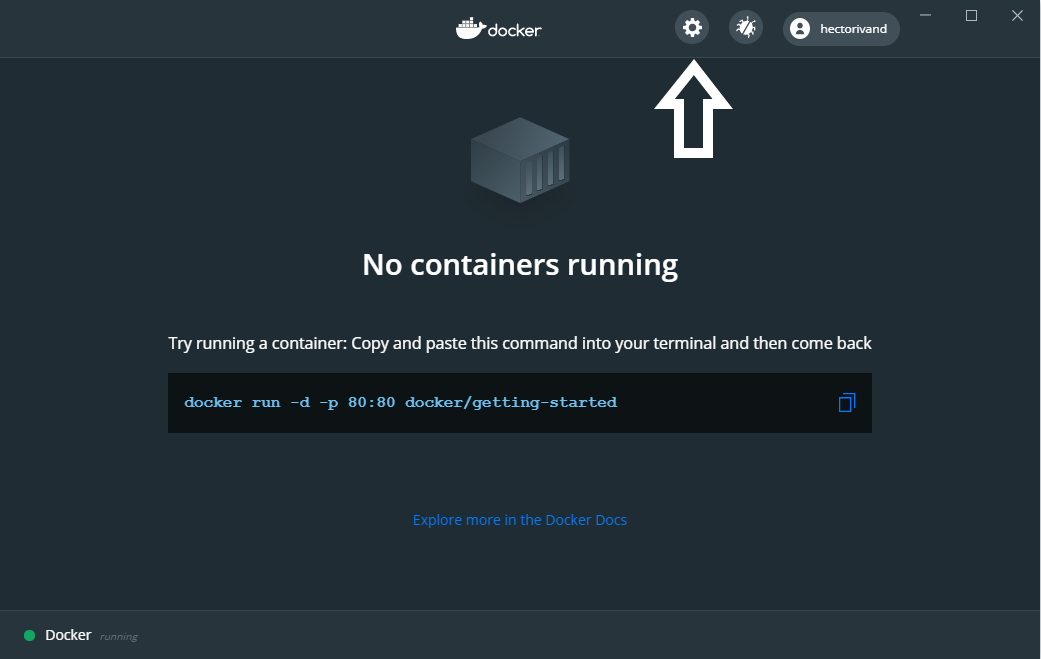 docker
hectorivand
No containers running
Try running a container: Copy and paste this command into your terminal and then come back
docker run -d -p 80:80 docker/getting-started
Explore more in the Docker Docs
Docker running